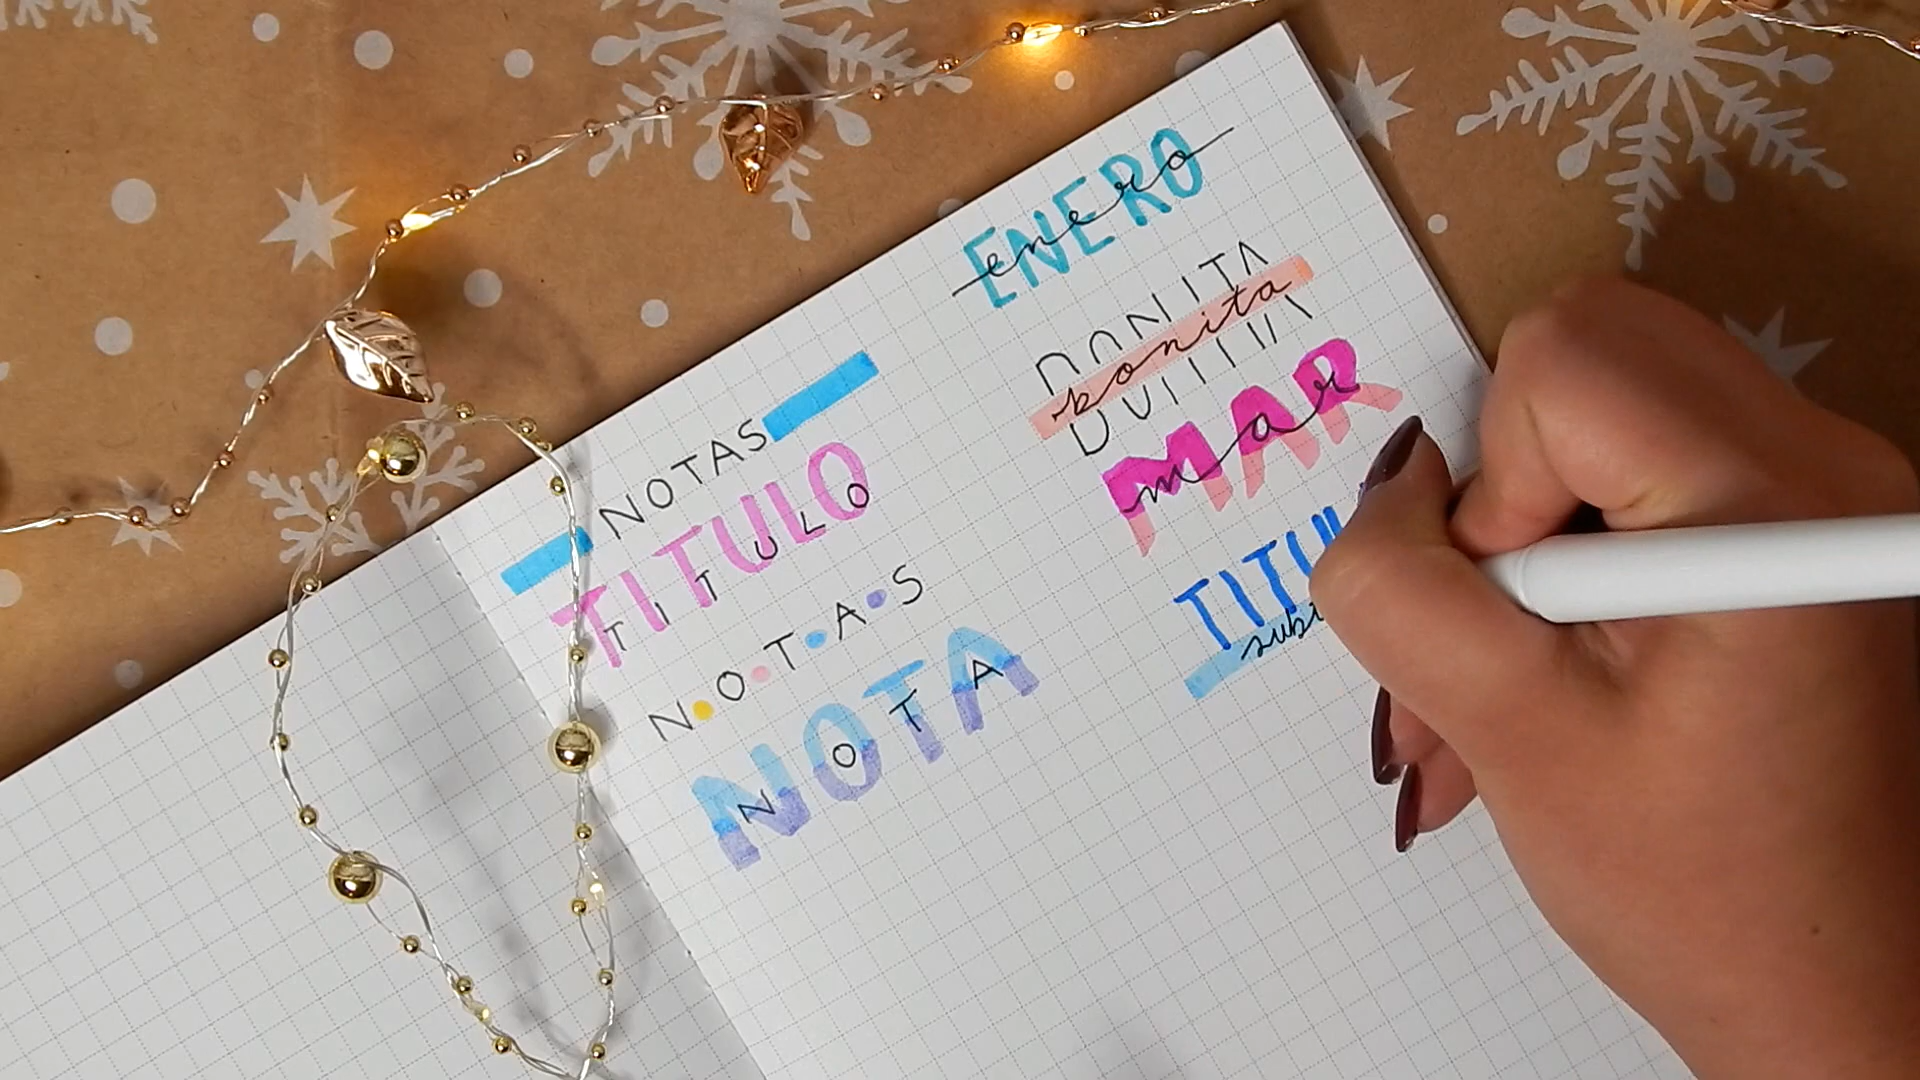 NOTAS
TITULO
TITULO
N•O•T•A•S
NOTA
NOTA
ENERO
enero
BONITA
bonita
MAR
mar
TITUL
subt